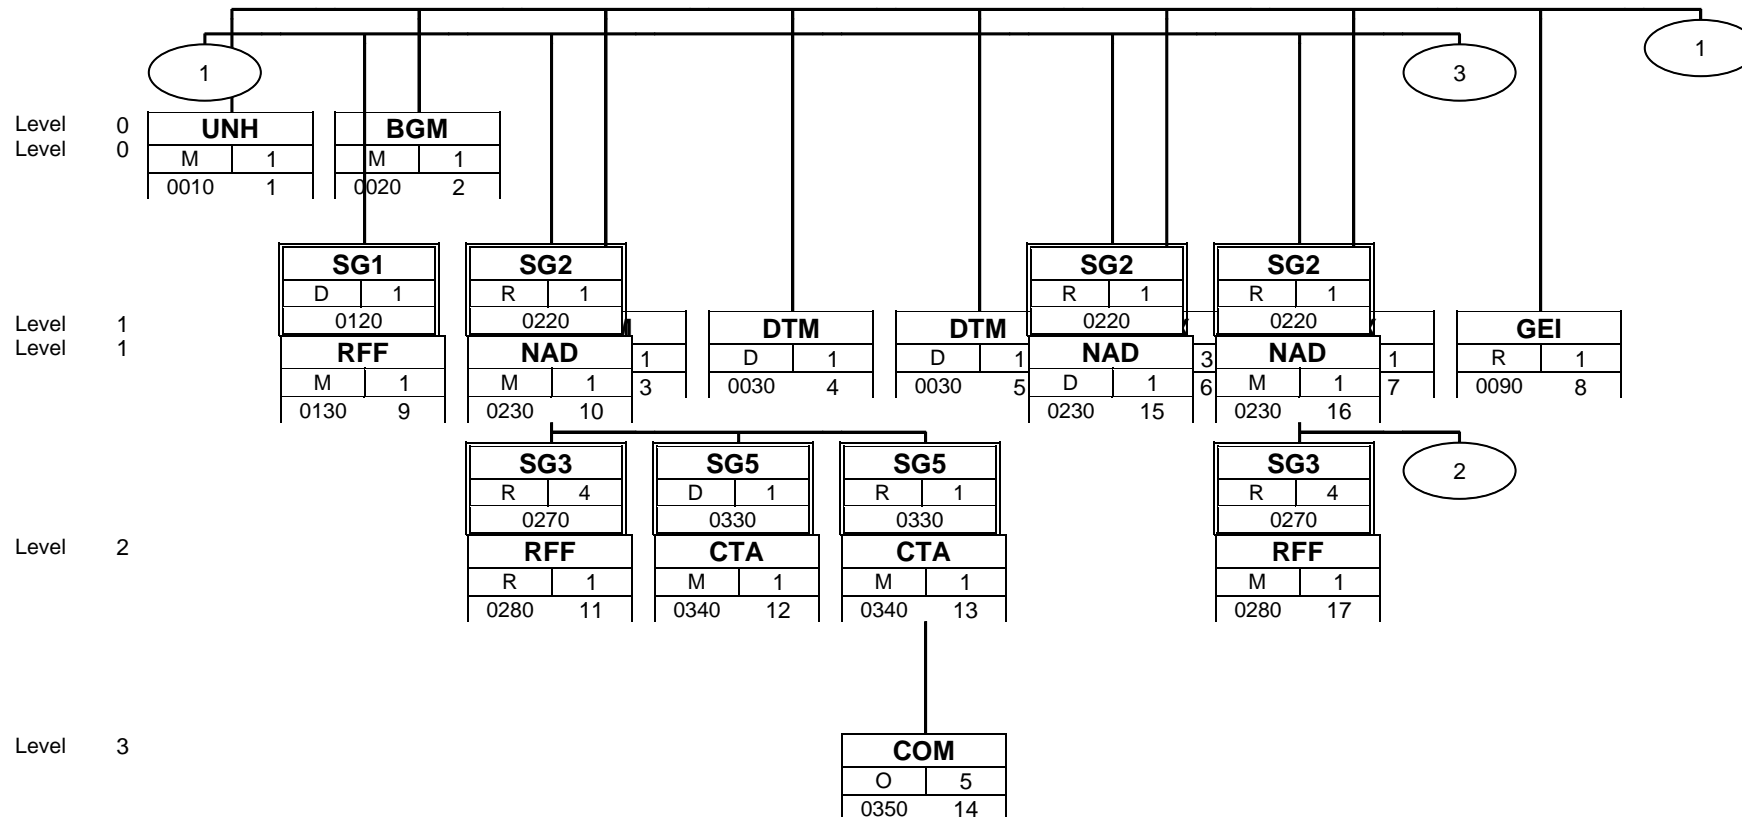 1
3
1
Level 0 UNH BGM
Level 0 M 1 M 1
0010 1 0020 2
SG1 SG2 SG2 SG2
D 1 R 1 R 1 R 1
0120 0220 0220 0220
Level 1 DTM DTM GEI
Level 1 RFF NAD NAD NAD
1 D 1 D 1 3 1 R 1
M 1 M 1 D 1 M 1
3 0030 4 0030 5 6 7 0090 8
0130 9 0230 10 0230 15 0230 16
SG3 SG5 SG5 SG3 2
R 4 D 1 R 1 R 4
0270 0330 0330 0270
Level 2 RFF CTA CTA RFF
R 1 M 1 M 1 M 1
0280 11 0340 12 0340 13 0280 17
Level 3 COM
O 5
0350 14